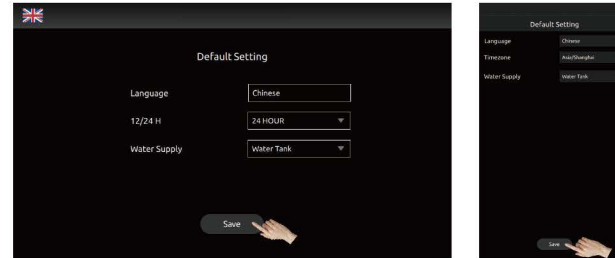 Default Setting
Language Chinese
12/24 H 24 HOUR
Water Supply Water Tank
Save
Default Setting
Language Chinese
Timezone Asia/Shanghai
Water Supply Water Tank
Save